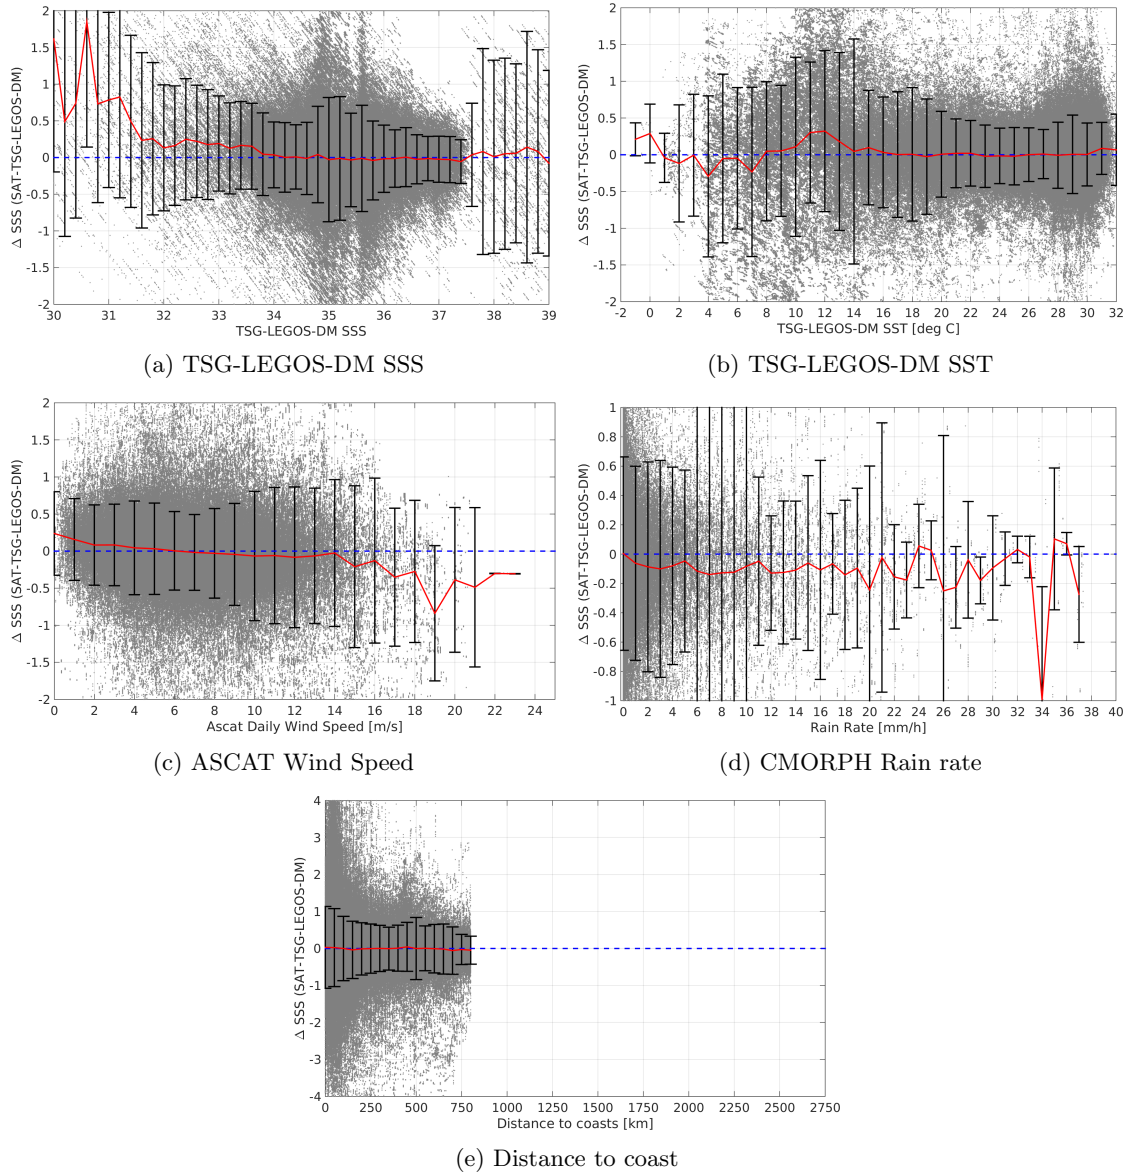 2
1.5
1
0.5
0
-0.5
-1
-1.5
-2
Δ SSS (SAT-TSG-LEGOS-DM)
30 31 32 33 34 35 36 37 38 39
TSG-LEGOS-DM SSS
(a) TSG-LEGOS-DM SSS
2
1.5
1
0.5
0
-0.5
-1
-1.5
-2
Δ SSS (SAT-TSG-LEGOS-DM)
-2 0 2 4 6 8 10 12 14 16 18 20 22 24 26 28 30 32
TSG-LEGOS-DM SST [deg C]
(b) TSG-LEGOS-DM SST
2
1.5
1
0.5
0
-0.5
-1
-1.5
-2
Δ SSS (SAT-TSG-LEGOS-DM)
0 2 4 6 8 10 12 14 16 18 20 22 24
Ascat Daily Wind Speed [m/s]
(c) ASCAT Wind Speed
1
0.8
0.6
0.4
0.2
0
-0.2
-0.4
-0.6
-0.8
-1
Δ SSS (SAT-TSG-LEGOS-DM)
0 2 4 6 8 10 12 14 16 18 20 22 24 26 28 30 32 34 36 38 40
Rain Rate [mm/h]
(d) CMORPH Rain rate
4
3
2
1
0
-1
-2
-3
-4
Δ SSS (SAT-TSG-LEGOS-DM)
0 250 500 750 1000 1250 1500 1750 2000 2250 2500 2750
Distance to coasts [km]
(e) Distance to coast